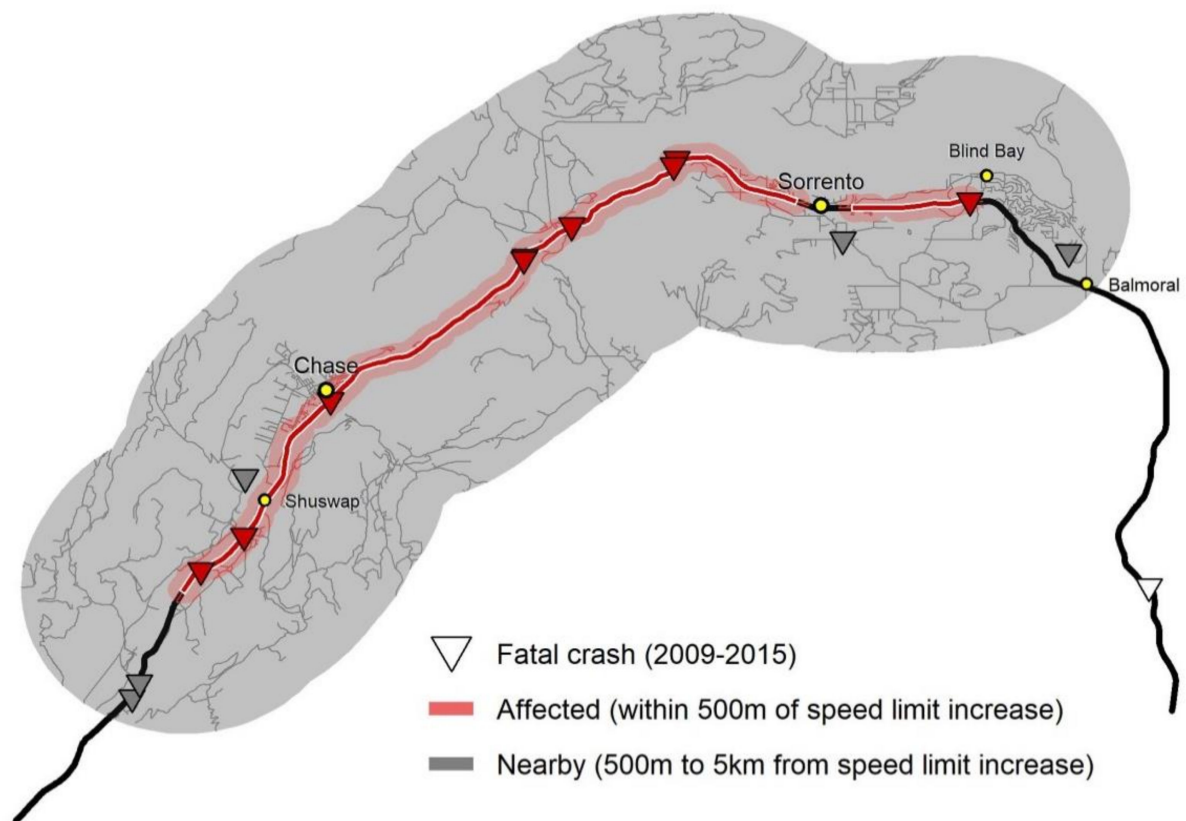 Blind Bay
Sorrento
Balmoral
Chase
Shuswap
Fatal crash (2009-2015)
Affected (within 500m of speed limit increase)
Nearby (500m to 5km from speed limit increase)